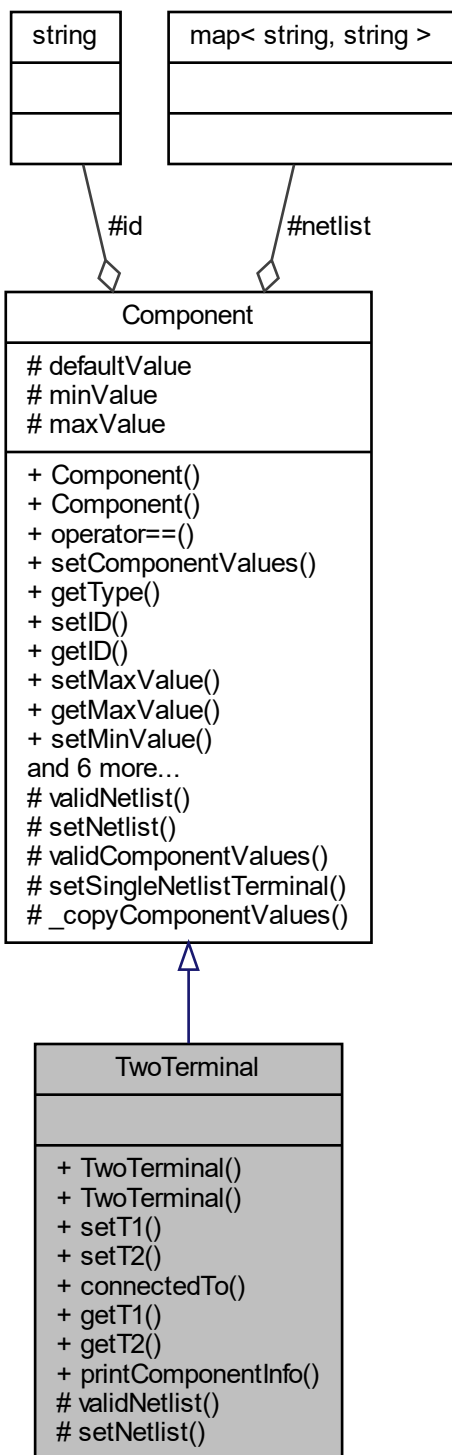 string
map< string, string >
#id
#netlist
Component
# defaultValue
# minValue
# maxValue
+ Component()
+ Component()
+ operator==()
+ setComponentValues()
+ getType()
+ setID()
+ getID()
+ setMaxValue()
+ getMaxValue()
+ setMinValue()
and 6 more...
# validNetlist()
# setNetlist()
# validComponentValues()
# setSingleNetlistTerminal()
# _copyComponentValues()
TwoTerminal
+ TwoTerminal()
+ TwoTerminal()
+ setT1()
+ setT2()
+ connectedTo()
+ getT1()
+ getT2()
+ printComponentInfo()
# validNetlist()
# setNetlist()